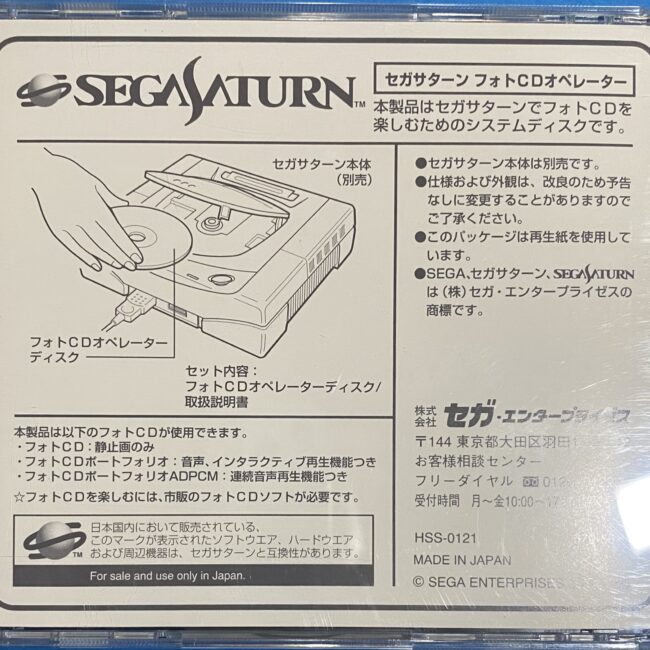 SEGASATURN™
セガサターン フォトCDオペレーター
本製品はセガサターンでフォトCDを
楽しむためのシステムディスクです。
セガサターン本体
(別売)
フォトCDオペレーター
ディスク
セット内容：
フォトCDオペレーターディスク/
取扱説明書
●セガサターン本体は別売です。
●仕様および外観は、改良のため予告
なしに変更することがありますので
ご了承ください。
●このパッケージは再生紙を使用して
います。
●SEGA、セガサターン、SEGASATURN
は(株)セガ・エンタープライゼスの
商標です。
本製品は以下のフォトCDが使用できます。
・フォトCD：静止画のみ
・フォトCDポートフォリオ：音声、インタラクティブ再生機能つき
・フォトCDポートフォリオADPCM：連続音声再生機能つき
☆フォトCDを楽しむには、市販のフォトCDソフトが必要です。
TM
日本国内において販売されている、
このマークが表示されたソフトウエア、ハードウエア
および周辺機器は、セガサターンと互換性があります。
For sale and use only in Japan.
株式会社 セガ・エンタープライゼス
〒144 東京都大田区羽田
お客様相談センター
フリーダイヤル
受付時間 月〜金10:00〜
HSS-0121
MADE IN JAPAN
© SEGA ENTERPRISES